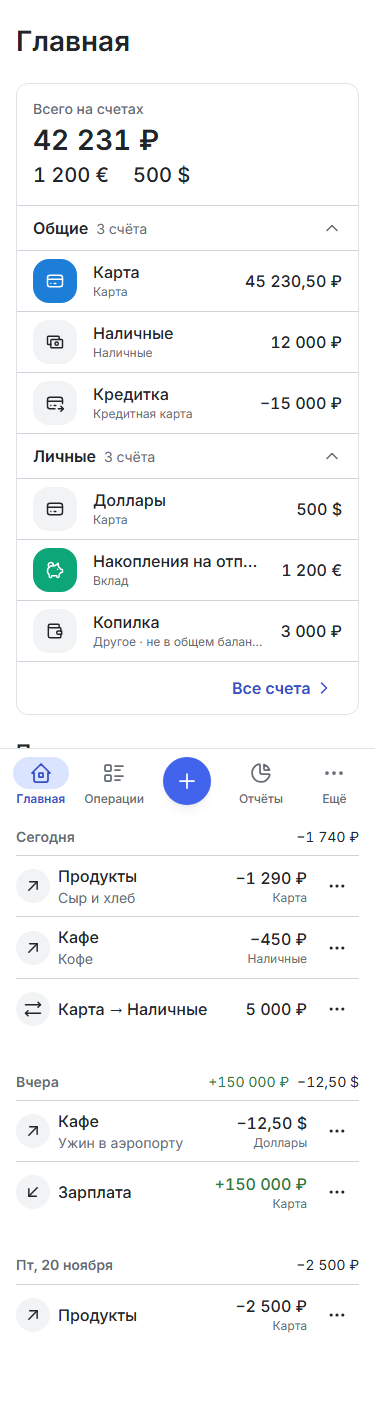 Главная
Всего на счетах
42 231 ₽
1 200 € 500 $
Общие 3 счёта
Карта
Карта
45 230,50 ₽
Наличные
Наличные
12 000 ₽
Кредитка
Кредитная карта
−15 000 ₽
Личные 3 счёта
Доллары
Карта
500 $
Накопления на отп...
Вклад
1 200 €
Копилка
Другое · не в общем балан...
3 000 ₽
Все счета
Главная Операции Отчёты Ещё
Сегодня −1 740 ₽
Продукты
Сыр и хлеб
−1 290 ₽
Карта
Кафе
Кофе
−450 ₽
Наличные
Карта → Наличные 5 000 ₽
Вчера +150 000 ₽ −12,50 $
Кафе
Ужин в аэропорту
−12,50 $
Доллары
Зарплата
+150 000 ₽
Карта
Пт, 20 ноября −2 500 ₽
Продукты
−2 500 ₽
Карта